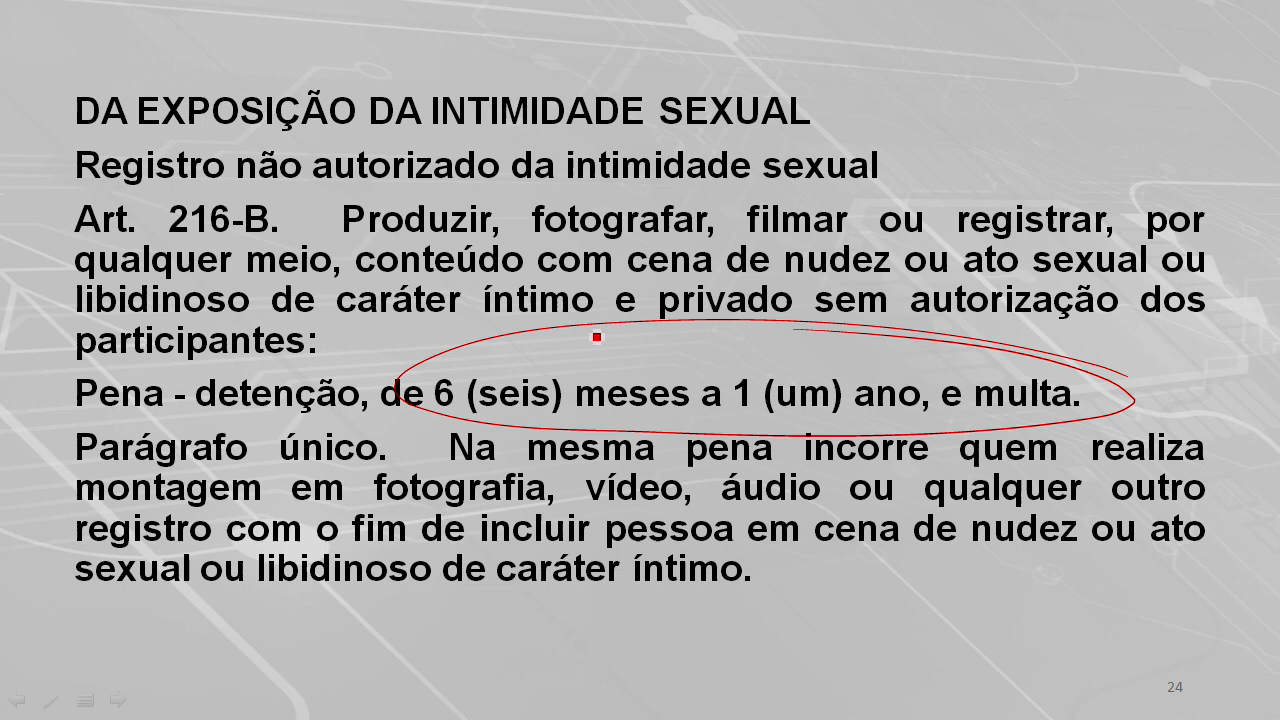 DA EXPOSIÇÃO DA INTIMIDADE SEXUAL
Registro não autorizado da intimidade sexual
Art. 216-B. Produzir, fotografar, filmar ou registrar, por
qualquer meio, conteúdo com cena de nudez ou ato sexual ou
libidinoso de caráter íntimo e privado sem autorização dos
participantes:
Pena - detenção, de 6 (seis) meses a 1 (um) ano, e multa.
Parágrafo único. Na mesma pena incorre quem realiza
montagem em fotografia, vídeo, áudio ou qualquer outro
registro com o fim de incluir pessoa em cena de nudez ou ato
sexual ou libidinoso de caráter íntimo.
24